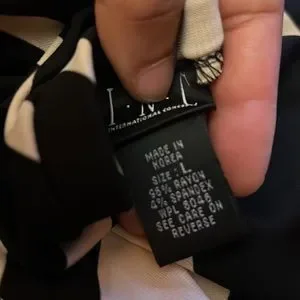 I·N·C
INTERNATIONAL CONCEPTS
MADE IN
KOREA
SIZE: L
96% RAYON
4% SPANDEX
WPL 8046
SEE CARE ON
REVERSE